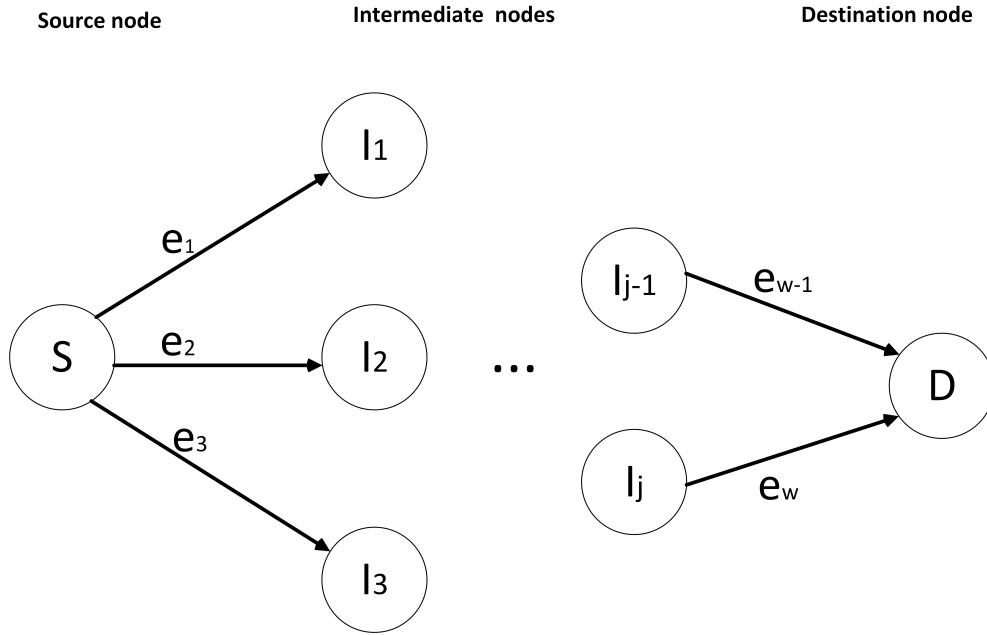 Source node
Intermediate nodes
Destination node
I1
e1
Ij-1
ew-1
e2
S
I2
...
D
e3
Ij
ew
I3